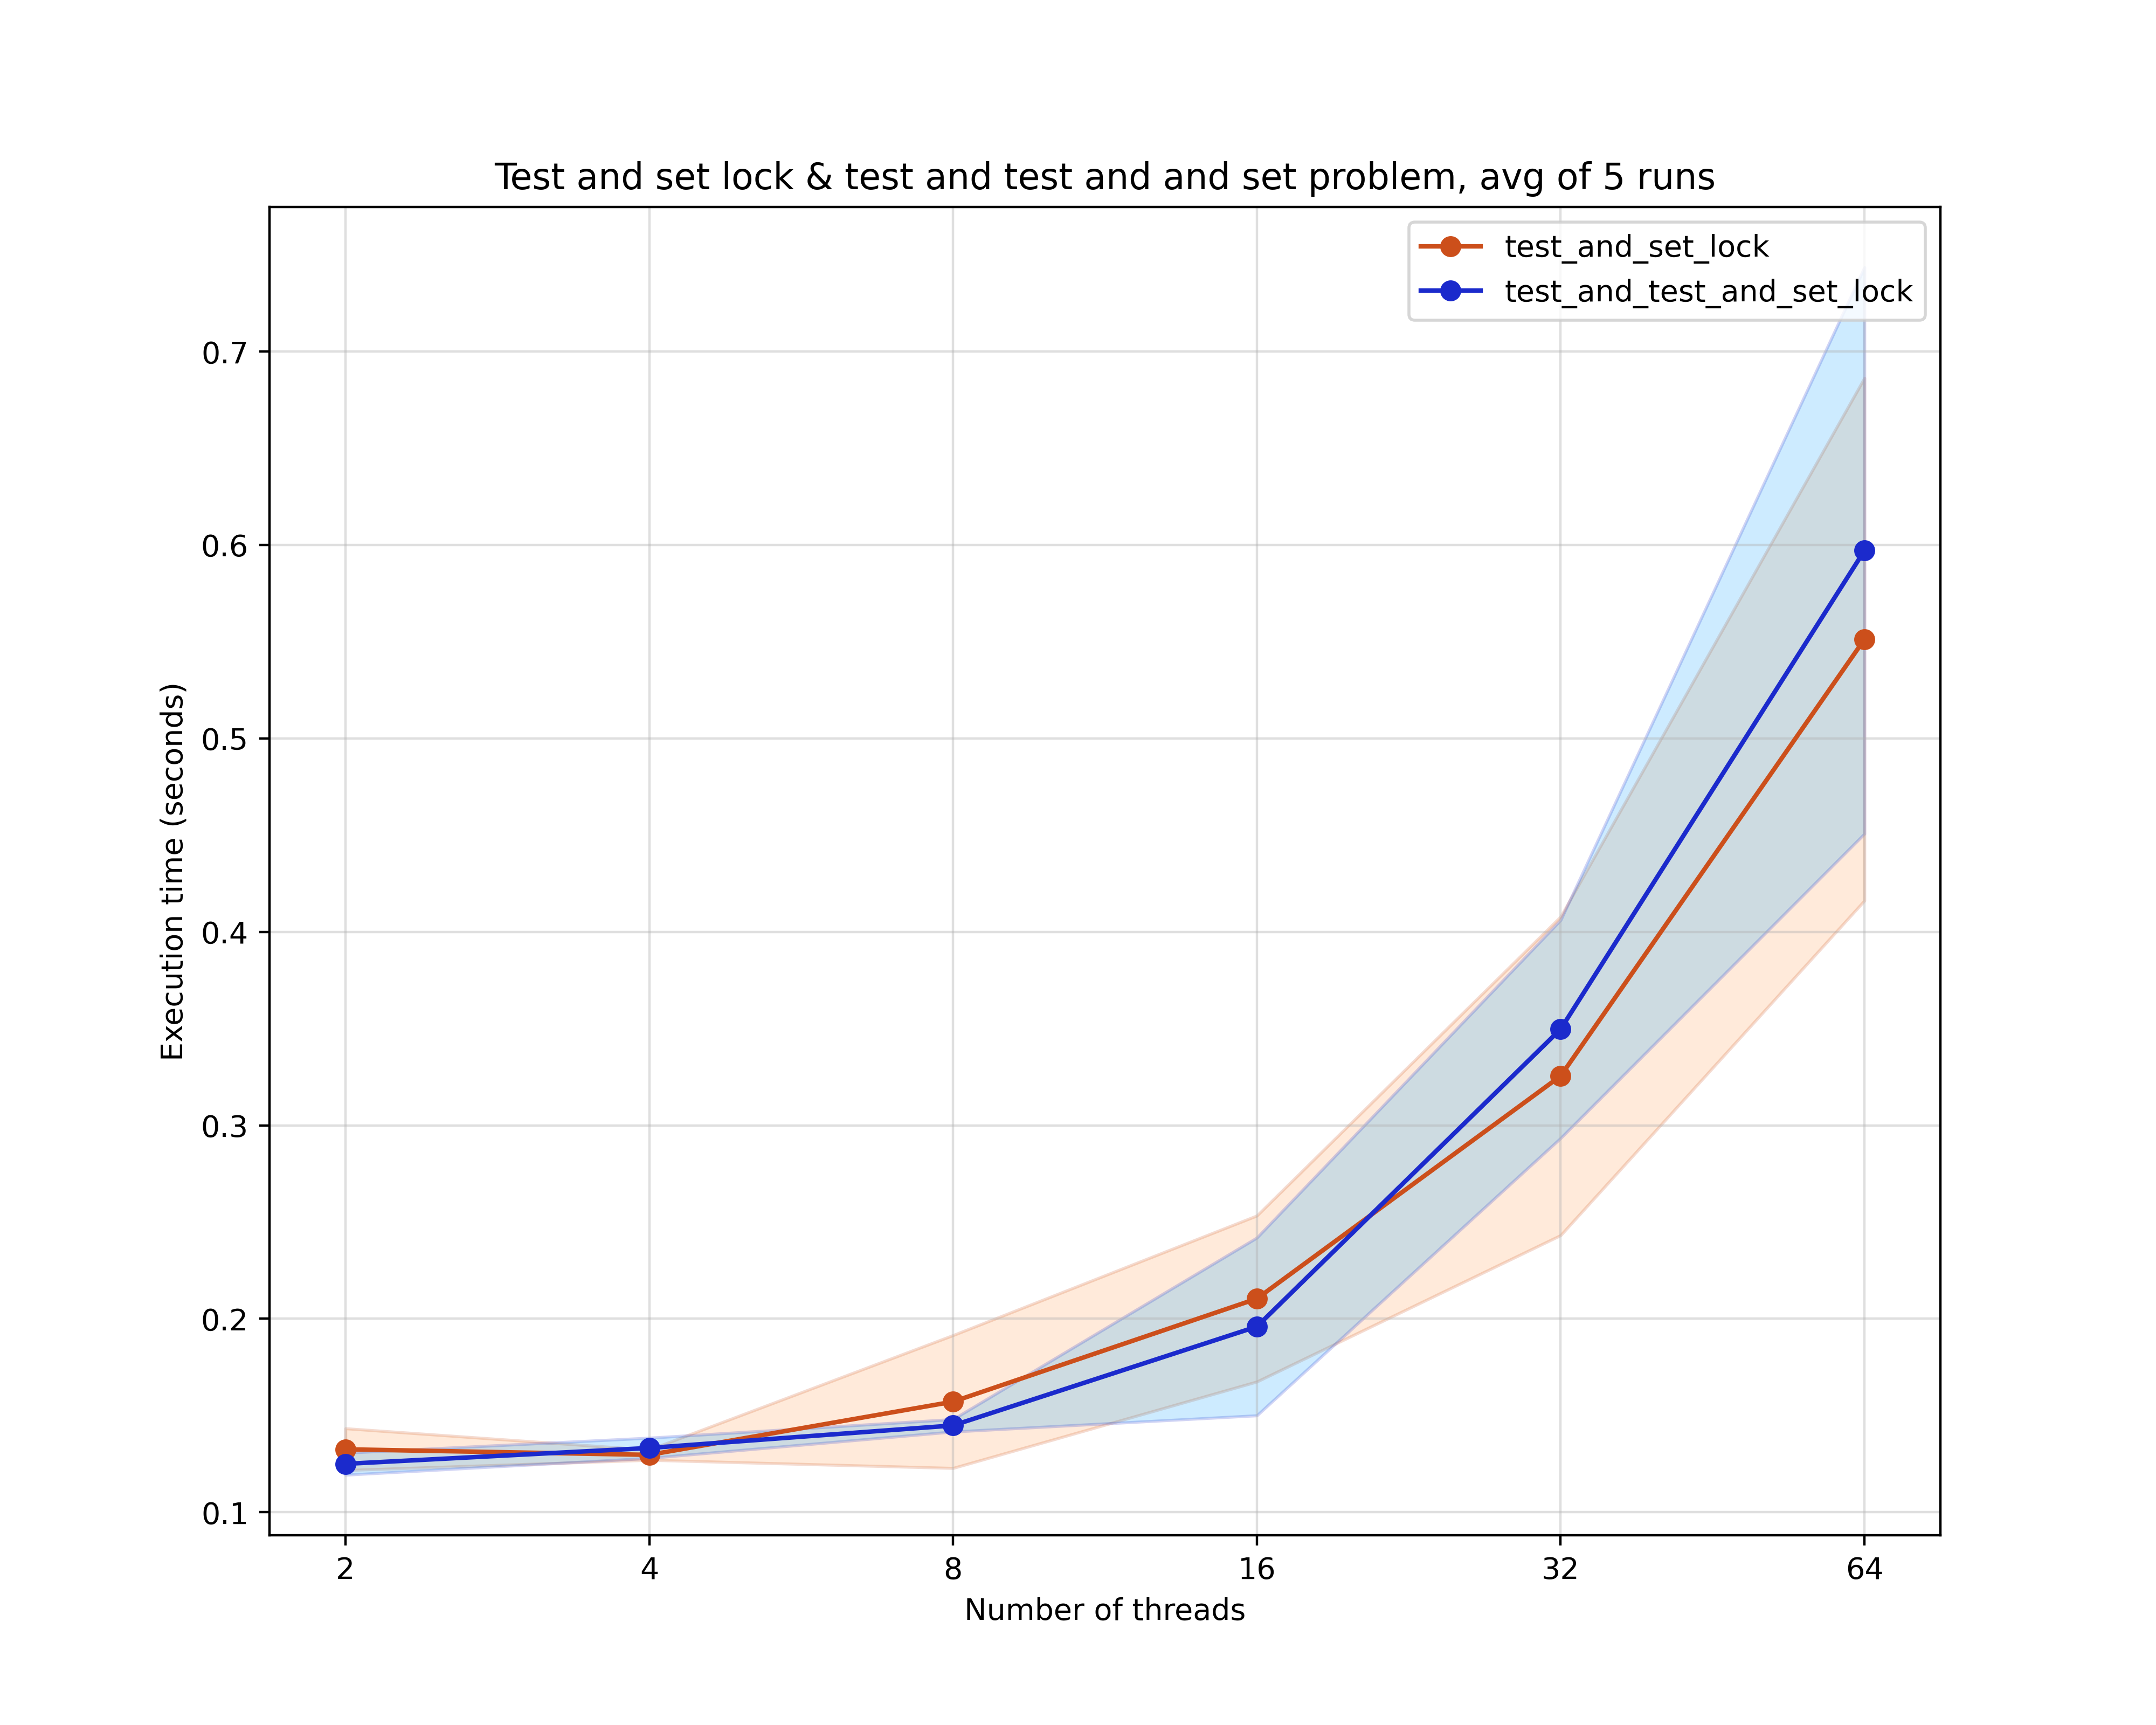 Test and set lock & test and test and and set problem, avg of 5 runs
test_and_set_lock
test_and_test_and_set_lock
Execution time (seconds)
0.7
0.6
0.5
0.4
0.3
0.2
0.1
2 4 8 16 32 64
Number of threads